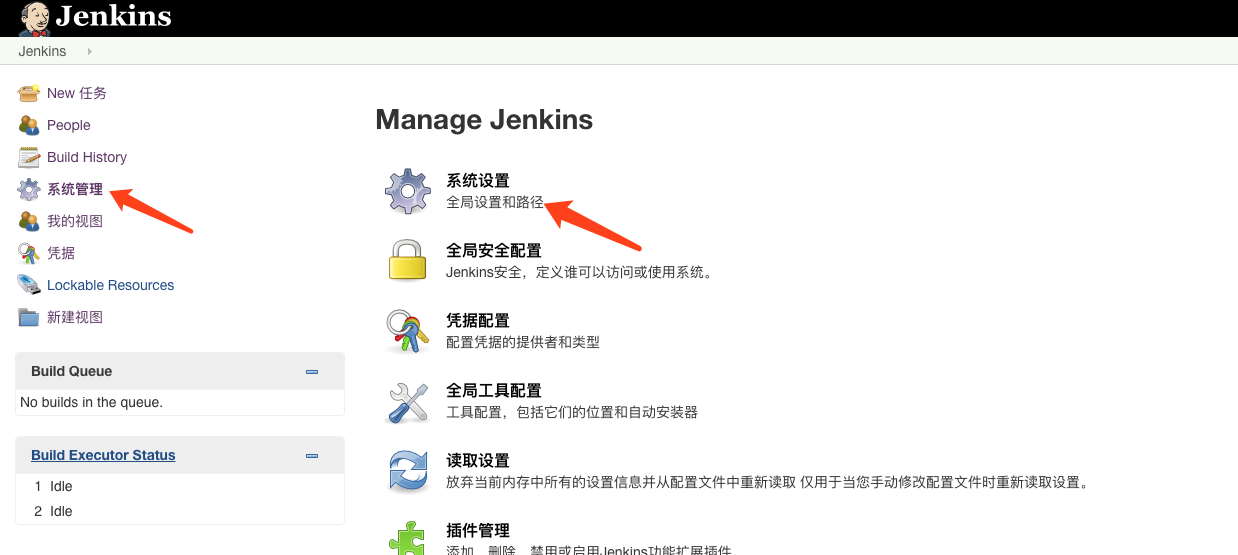 Jenkins
Jenkins
New 任务
People
Build History
系统管理
我的视图
凭据
Lockable Resources
新建视图
Build Queue
No builds in the queue.
Build Executor Status
1 Idle
2 Idle
Manage Jenkins
系统设置
全局设置和路径
全局安全配置
Jenkins安全，定义谁可以访问或使用系统。
凭据配置
配置凭据的提供者和类型
全局工具配置
工具配置，包括它们的位置和自动安装器
读取设置
放弃当前内存中所有的设置信息并从配置文件中重新读取 仅用于当您手动修改配置文件时重新读取设置。
插件管理
添加、删除、禁用或启用Jenkins功能扩展插件